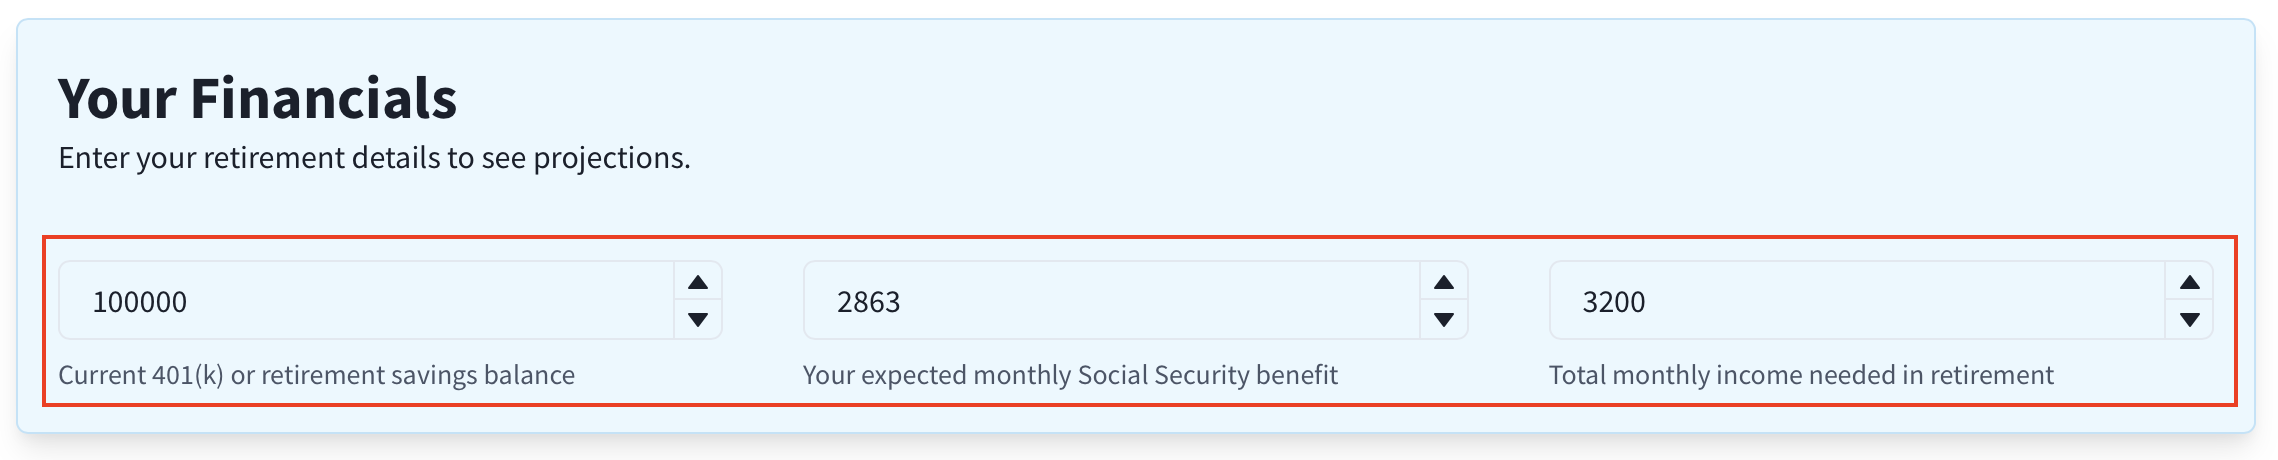 Your Financials
Enter your retirement details to see projections.
100000
2863
3200
Current 401(k) or retirement savings balance
Your expected monthly Social Security benefit
Total monthly income needed in retirement